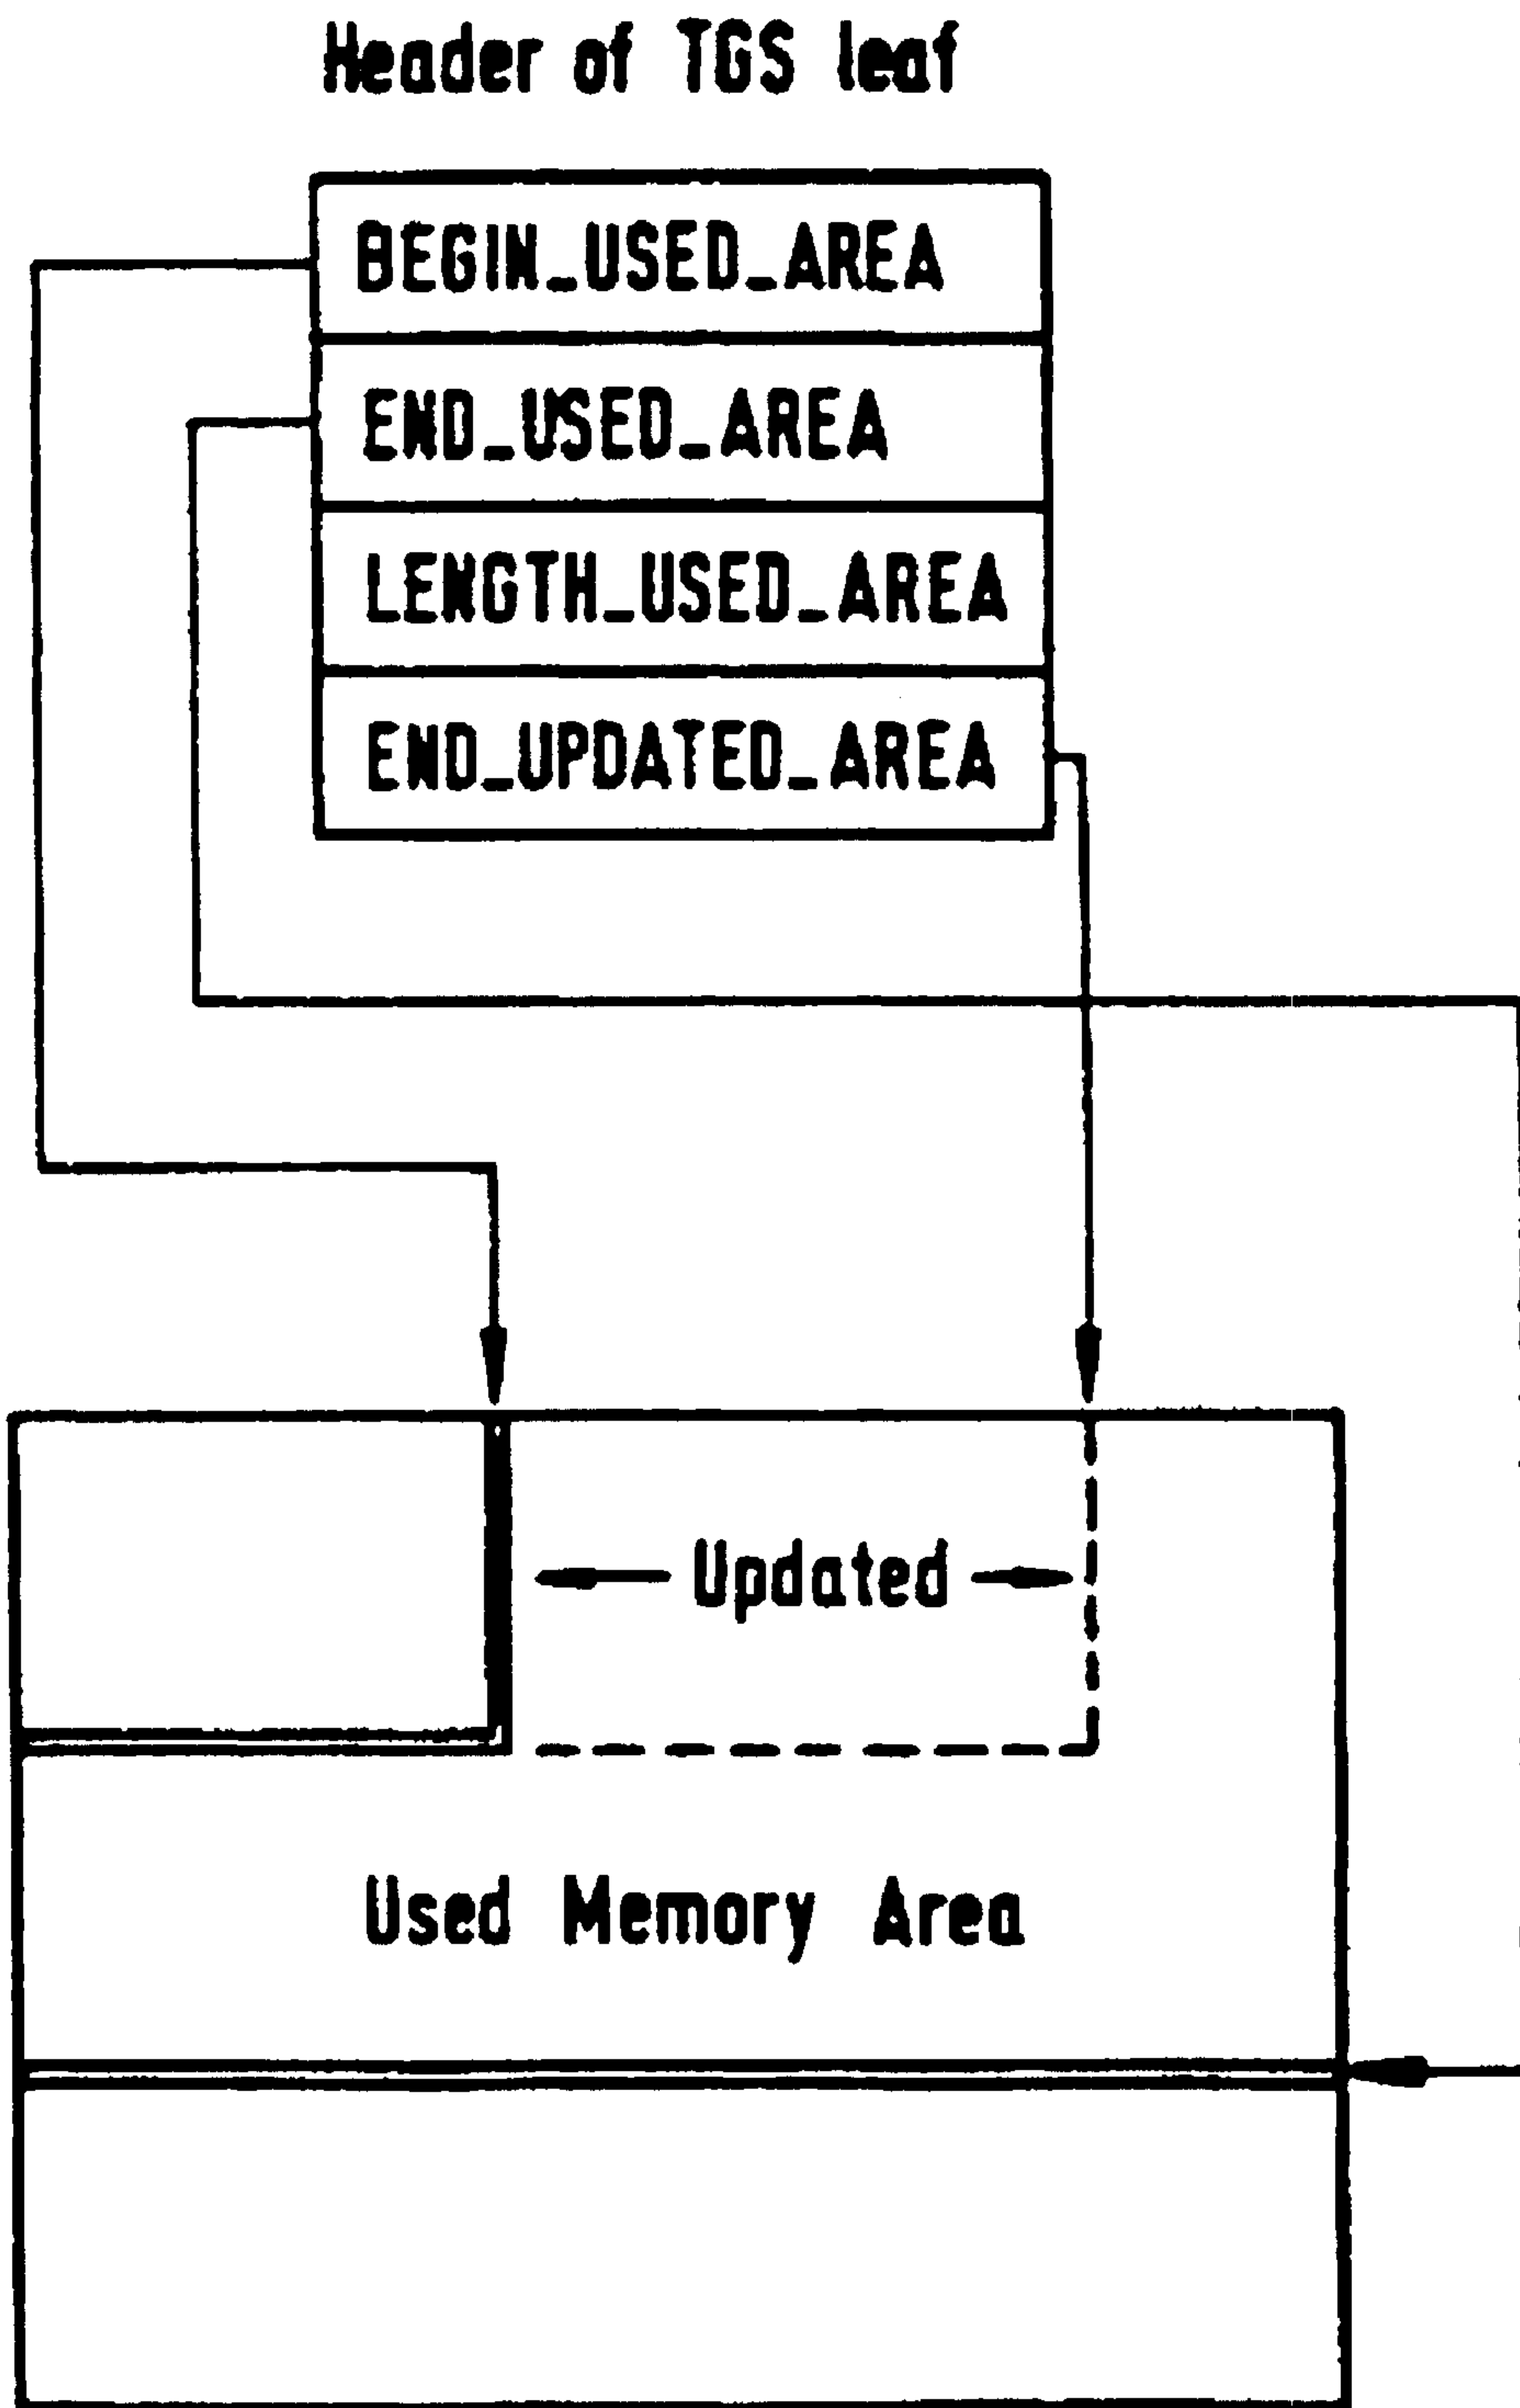 Header of TGS leaf
BEGIN_USED_AREA
END_USED_AREA
LENGTH_USED_AREA
END_UPDATED_AREA
Updated
Used Memory Area